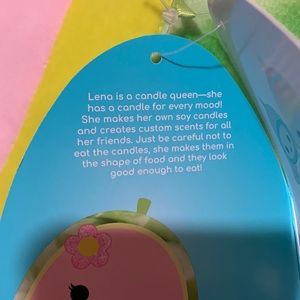 Lena is a candle queen—she
has a candle for every mood!
She makes her own soy candles
and creates custom scents for all
her friends. Just be careful not to
eat the candles, she makes them in
the shape of food and they look
good enough to eat!